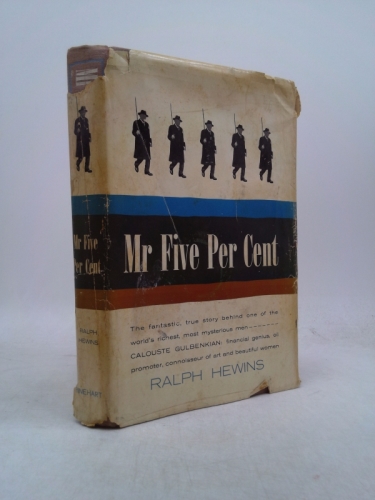 Mr Five
Per Cent
RALPH
HEWINS
RINEHART
Mr Five Per Cent
The fantastic, true story behind one of the
world's richest, most mysterious men
CALOUSTE GULBENKIAN: financial genius, oil
promoter, connoisseur of art and beautiful women
RALPH HEWINS